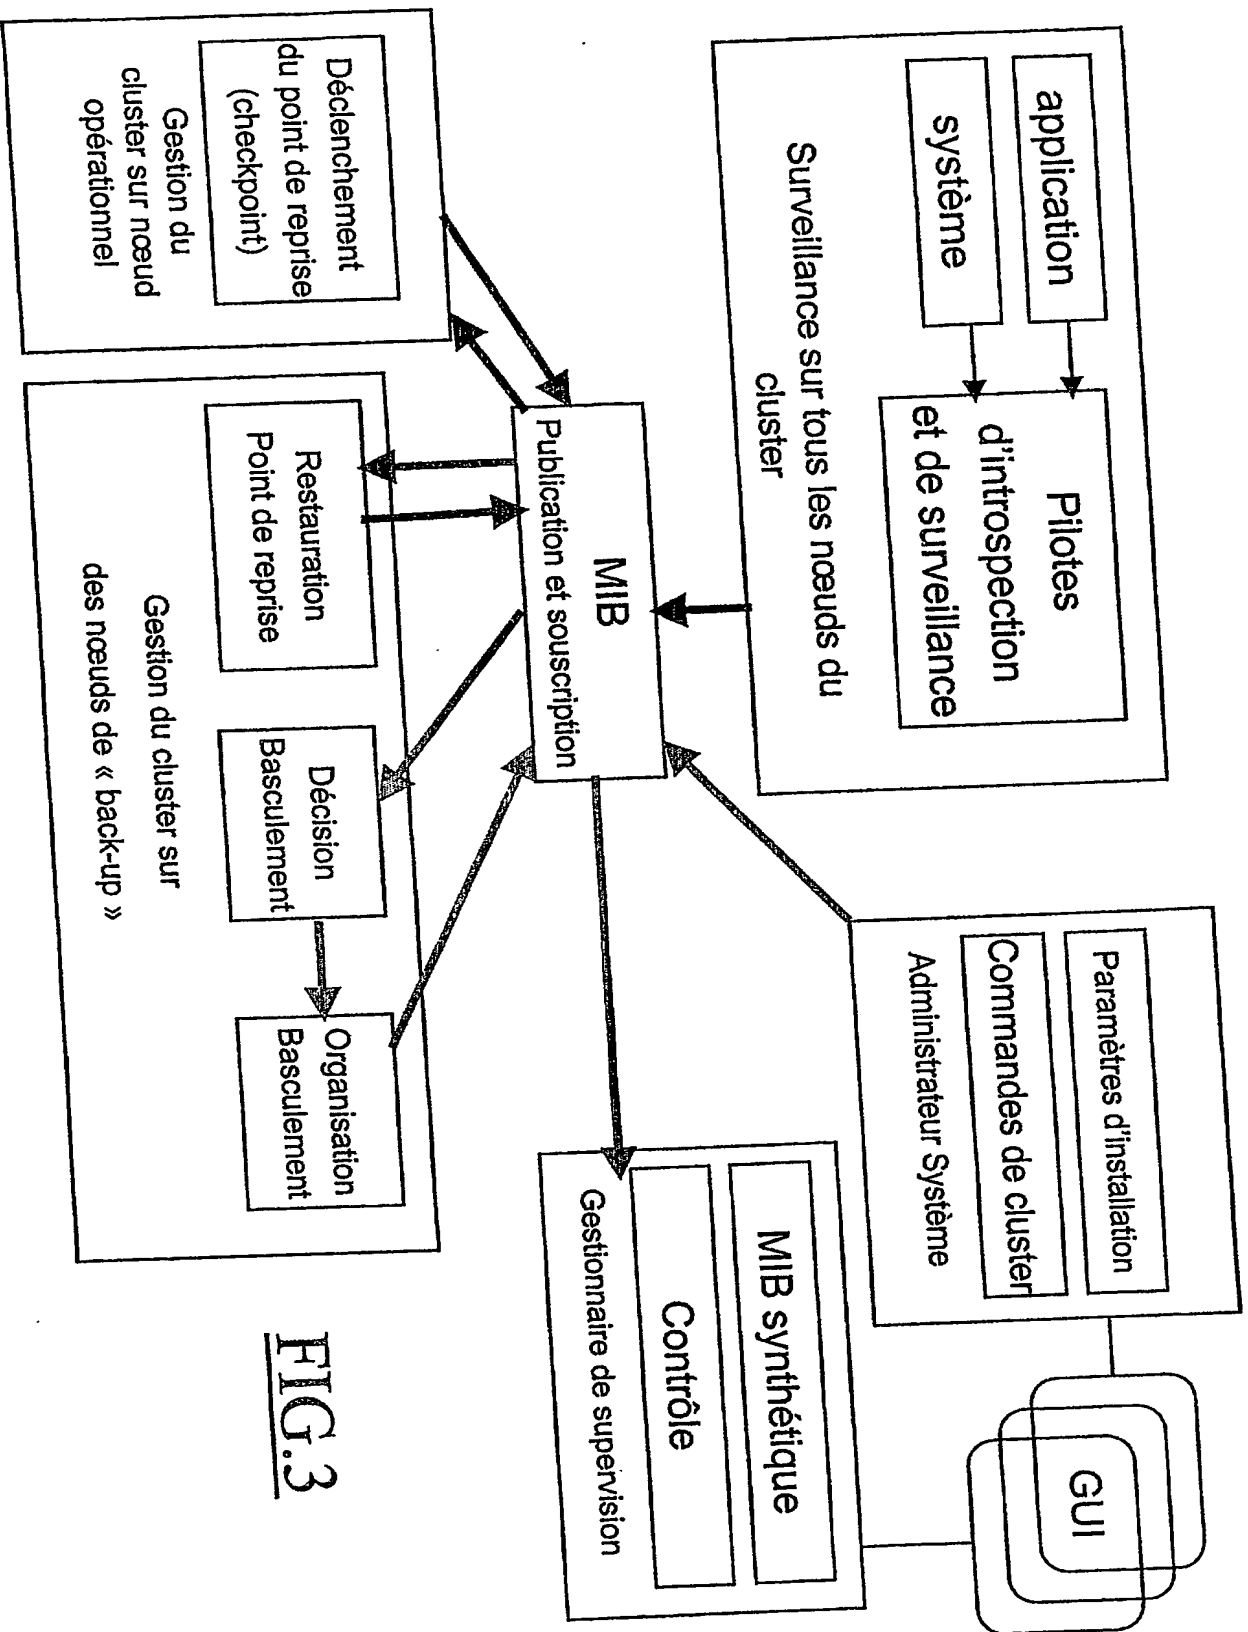 application
système
Pilotes
d'introspection
et de surveillance
Surveillance sur tous les nœuds du
cluster
Paramètres d'installation
Commandes de cluster
Administrateur Système
GUI
MIB
Publication et souscription
MIB synthétique
Contrôle
Gestionnaire de supervision
Déclenchement
du point de reprise
(checkpoint)
Gestion du
cluster sur nœud
opérationnel
Restauration
Point de reprise
Décision
Basculement
Organisation
Basculement
Gestion du cluster sur
des nœuds de « back-up »
FIG.3